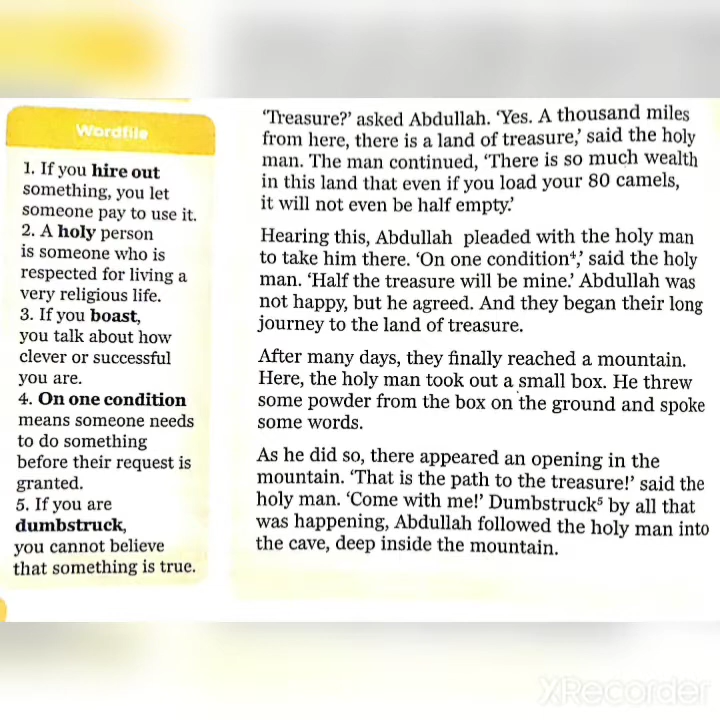 Wordfile
1. If you hire out
something, you let
someone pay to use it.
2. A holy person
is someone who is
respected for living a
very religious life.
3. If you boast,
you talk about how
clever or successful
you are.
4. On one condition
means someone needs
to do something
before their request is
granted.
5. If you are
dumbstruck,
you cannot believe
that something is true.
‘Treasure?’ asked Abdullah. ‘Yes. A thousand miles
from here, there is a land of treasure,’ said the holy
man. The man continued, ‘There is so much wealth
in this land that even if you load your 80 camels,
it will not even be half empty.’
Hearing this, Abdullah pleaded with the holy man
to take him there. ‘On one condition⁴,’ said the holy
man. ‘Half the treasure will be mine.’ Abdullah was
not happy, but he agreed. And they began their long
journey to the land of treasure.
After many days, they finally reached a mountain.
Here, the holy man took out a small box. He threw
some powder from the box on the ground and spoke
some words.
As he did so, there appeared an opening in the
mountain. ‘That is the path to the treasure!’ said the
holy man. ‘Come with me!’ Dumbstruck⁵ by all that
was happening, Abdullah followed the holy man into
the cave, deep inside the mountain.
XRecorder